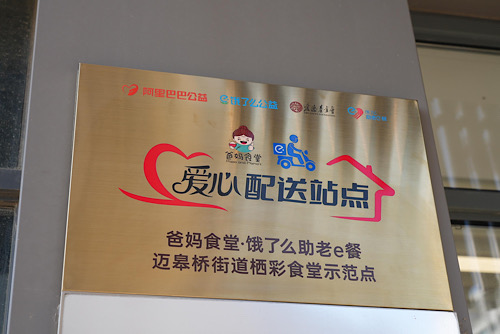 阿里巴巴公益 饿了么公益
爸妈食堂
爱心配送站点
爸妈食堂·饿了么助老e餐
迈皋桥街道栖彩食堂示范点